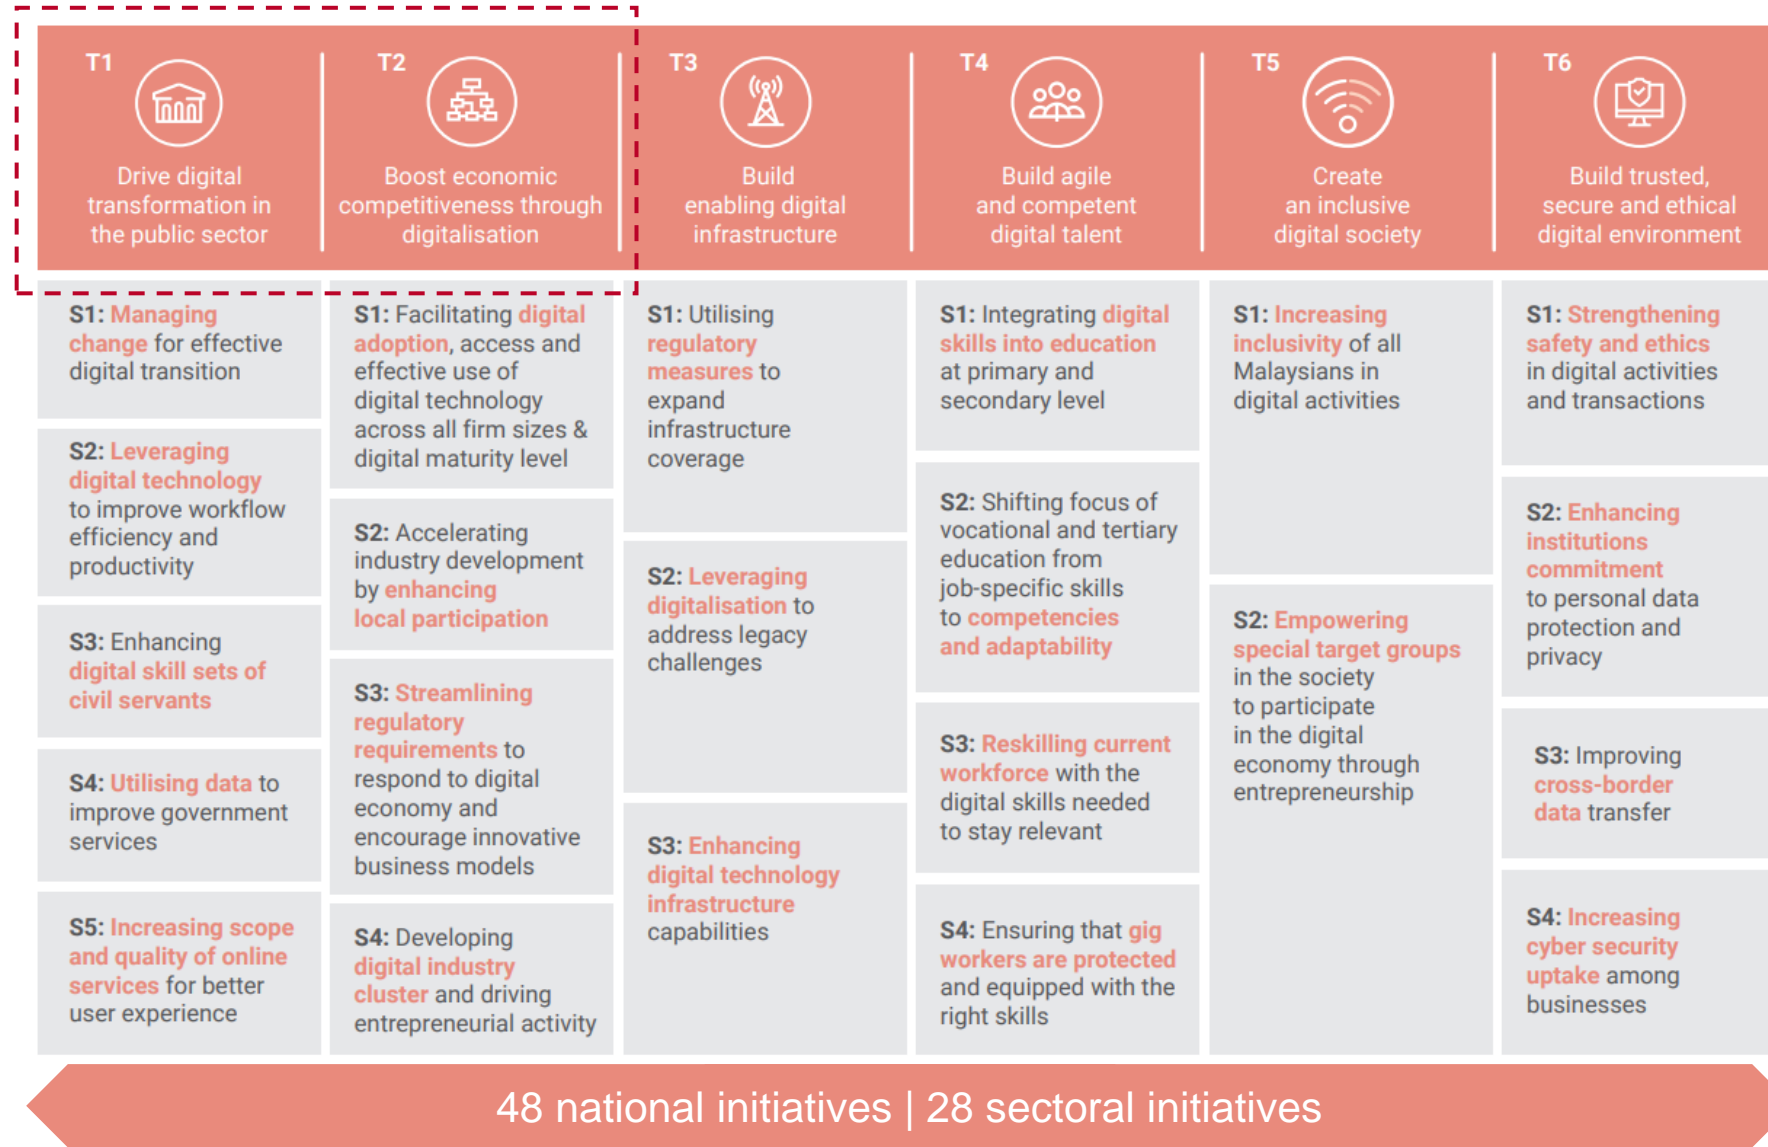 T1
Drive digital
transformation in
the public sector
T2
Boost economic
competitiveness through
digitalisation
T3
Build
enabling digital
infrastructure
T4
Build agile
and competent
digital talent
T5
Create
an inclusive
digital society
T6
Build trusted,
secure and ethical
digital environment
S1: Managing
change for effective
digital transition
S2: Leveraging
digital technology
to improve workflow
efficiency and
productivity
S3: Enhancing
digital skill sets of
civil servants
S4: Utilising data to
improve government
services
S5: Increasing scope
and quality of online
services for better
user experience
S1: Facilitating digital
adoption, access and
effective use of
digital technology
across all firm sizes &
digital maturity level
S2: Accelerating
industry development
by enhancing
local participation
S3: Streamlining
regulatory
requirements to
respond to digital
economy and
encourage innovative
business models
S4: Developing
digital industry
cluster and driving
entrepreneurial activity
S1: Utilising
regulatory
measures to
expand
infrastructure
coverage
S2: Leveraging
digitalisation to
address legacy
challenges
S3: Enhancing
digital technology
infrastructure
capabilities
S1: Integrating digital
skills into education
at primary and
secondary level
S2: Shifting focus of
vocational and tertiary
education from
job-specific skills
to competencies
and adaptability
S3: Reskilling current
workforce with the
digital skills needed
to stay relevant
S4: Ensuring that gig
workers are protected
and equipped with the
right skills
S1: Increasing
inclusivity of all
Malaysians in
digital activities
S2: Empowering
special target groups
in the society
to participate
in the digital
economy through
entrepreneurship
S1: Strengthening
safety and ethics
in digital activities
and transactions
S2: Enhancing
institutions
commitment
to personal data
protection and
privacy
S3: Improving
cross-border
data transfer
S4: Increasing
cyber security
uptake among
businesses
48 national initiatives | 28 sectoral initiatives